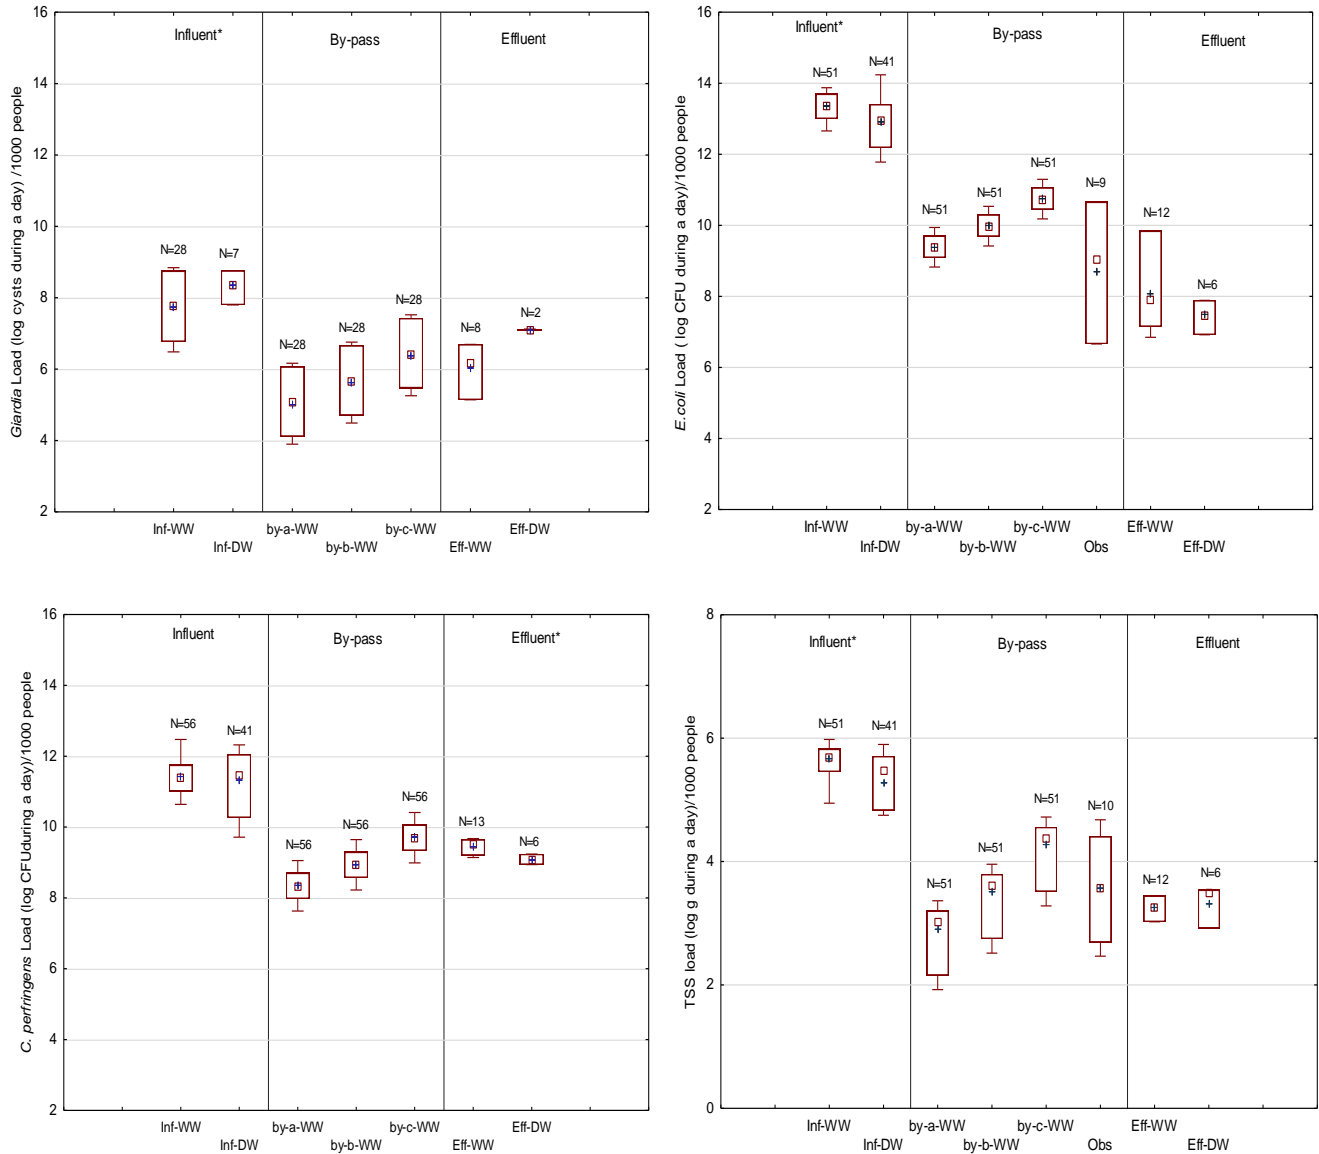 Giardia Load (log cysts during a day) /1000 people
16
14
12
10
8
6
4
2
Influent*
By-pass
Effluent
N=28
N=7
N=28
N=28
N=28
N=8
N=2
Inf-WW
Inf-DW
by-a-WW
by-b-WW
by-c-WW
Eff-WW
Eff-DW
E.coli Load ( log CFU during a day)/1000 people
16
14
12
10
8
6
4
2
Influent*
By-pass
Effluent
N=51
N=41
N=51
N=51
N=51
N=9
N=12
N=6
Inf-WW
Inf-DW
by-a-WW
by-b-WW
by-c-WW
Obs
Eff-WW
Eff-DW
C. perfringens Load (log CFUduring a day)/1000 people
16
14
12
10
8
6
4
2
Influent
By-pass
Effluent*
N=56
N=41
N=56
N=56
N=56
N=13
N=6
Inf-WW
Inf-DW
by-a-WW
by-b-WW
by-c-WW
Eff-WW
Eff-DW
TSS load (log g during a day)/1000 people
8
6
4
2
0
Influent*
By-pass
Effluent
N=51
N=41
N=51
N=51
N=51
N=10
N=12
N=6
Inf-WW
Inf-DW
by-a-WW
by-b-WW
by-c-WW
Obs
Eff-WW
Eff-DW